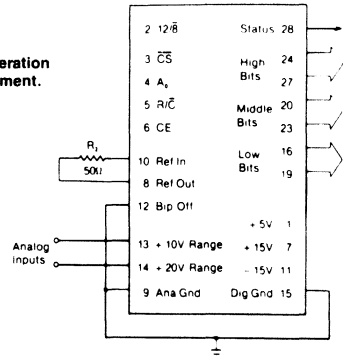 eration
ment.
2 12/8̅
Status 28
3 C̅S̅
High Bits
24
4 A₀
27
5 R/C̅
Middle Bits
20
6 CE
23
R₂
50Ω
10 Ref In
Low Bits
16
8 Ref Out
19
12 Bip Off
+ 5V 1
Analog Inputs
13 + 10V Range
+ 15V 7
14 + 20V Range
– 15V 11
9 Ana Gnd
Dig Gnd 15